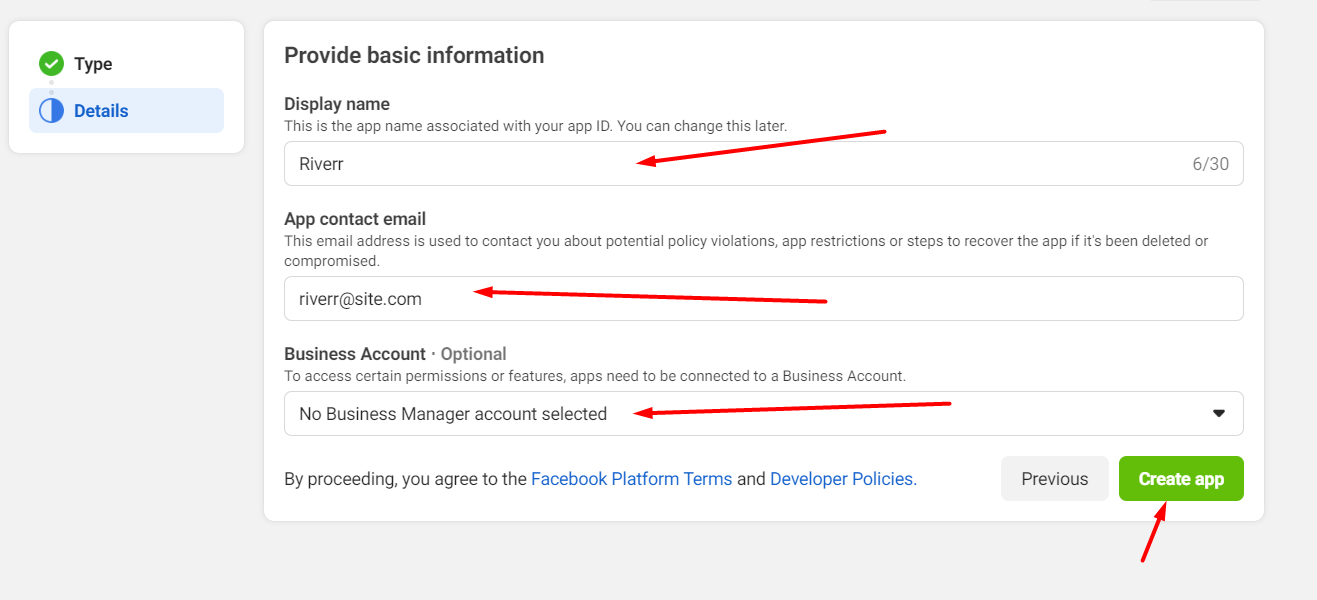 Type
Details
Provide basic information
Display name
This is the app name associated with your app ID. You can change this later.
Riverr 6/30
App contact email
This email address is used to contact you about potential policy violations, app restrictions or steps to recover the app if it's been deleted or
compromised.
riverr@site.com
Business Account · Optional
To access certain permissions or features, apps need to be connected to a Business Account.
No Business Manager account selected
By proceeding, you agree to the Facebook Platform Terms and Developer Policies. Previous Create app